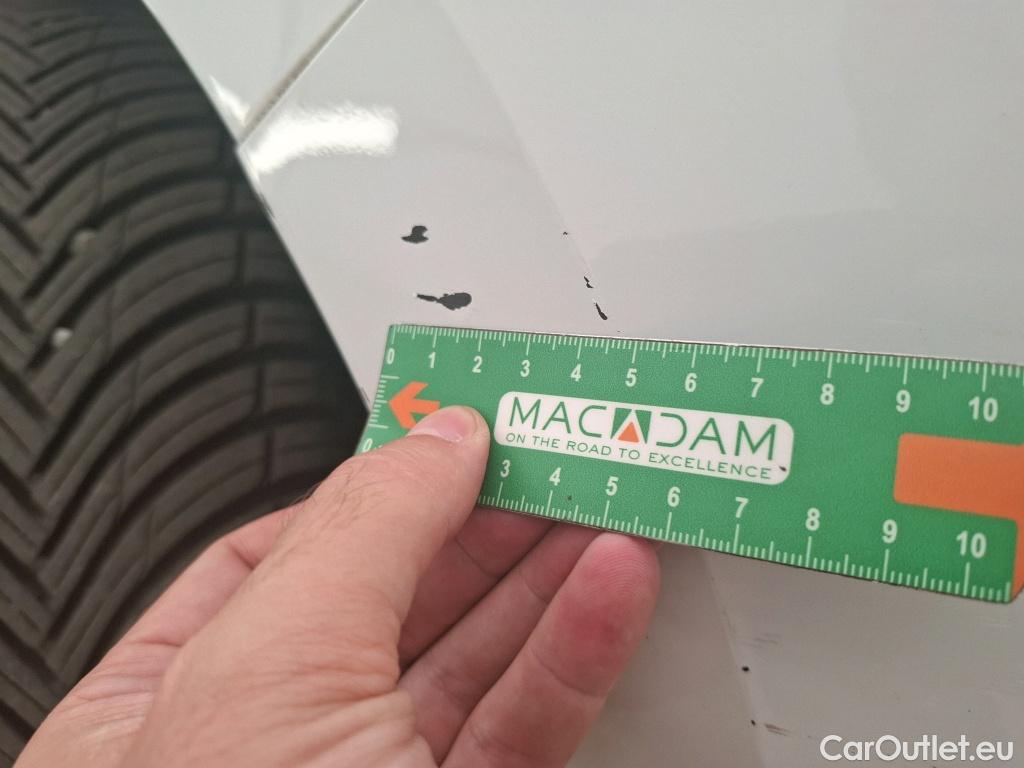 0 1 2 3 4 5 6 7 8 9 10
MACADAM
ON THE ROAD TO EXCELLENCE
0 3 4 5 6 7 8 9 10
CarOutlet.eu